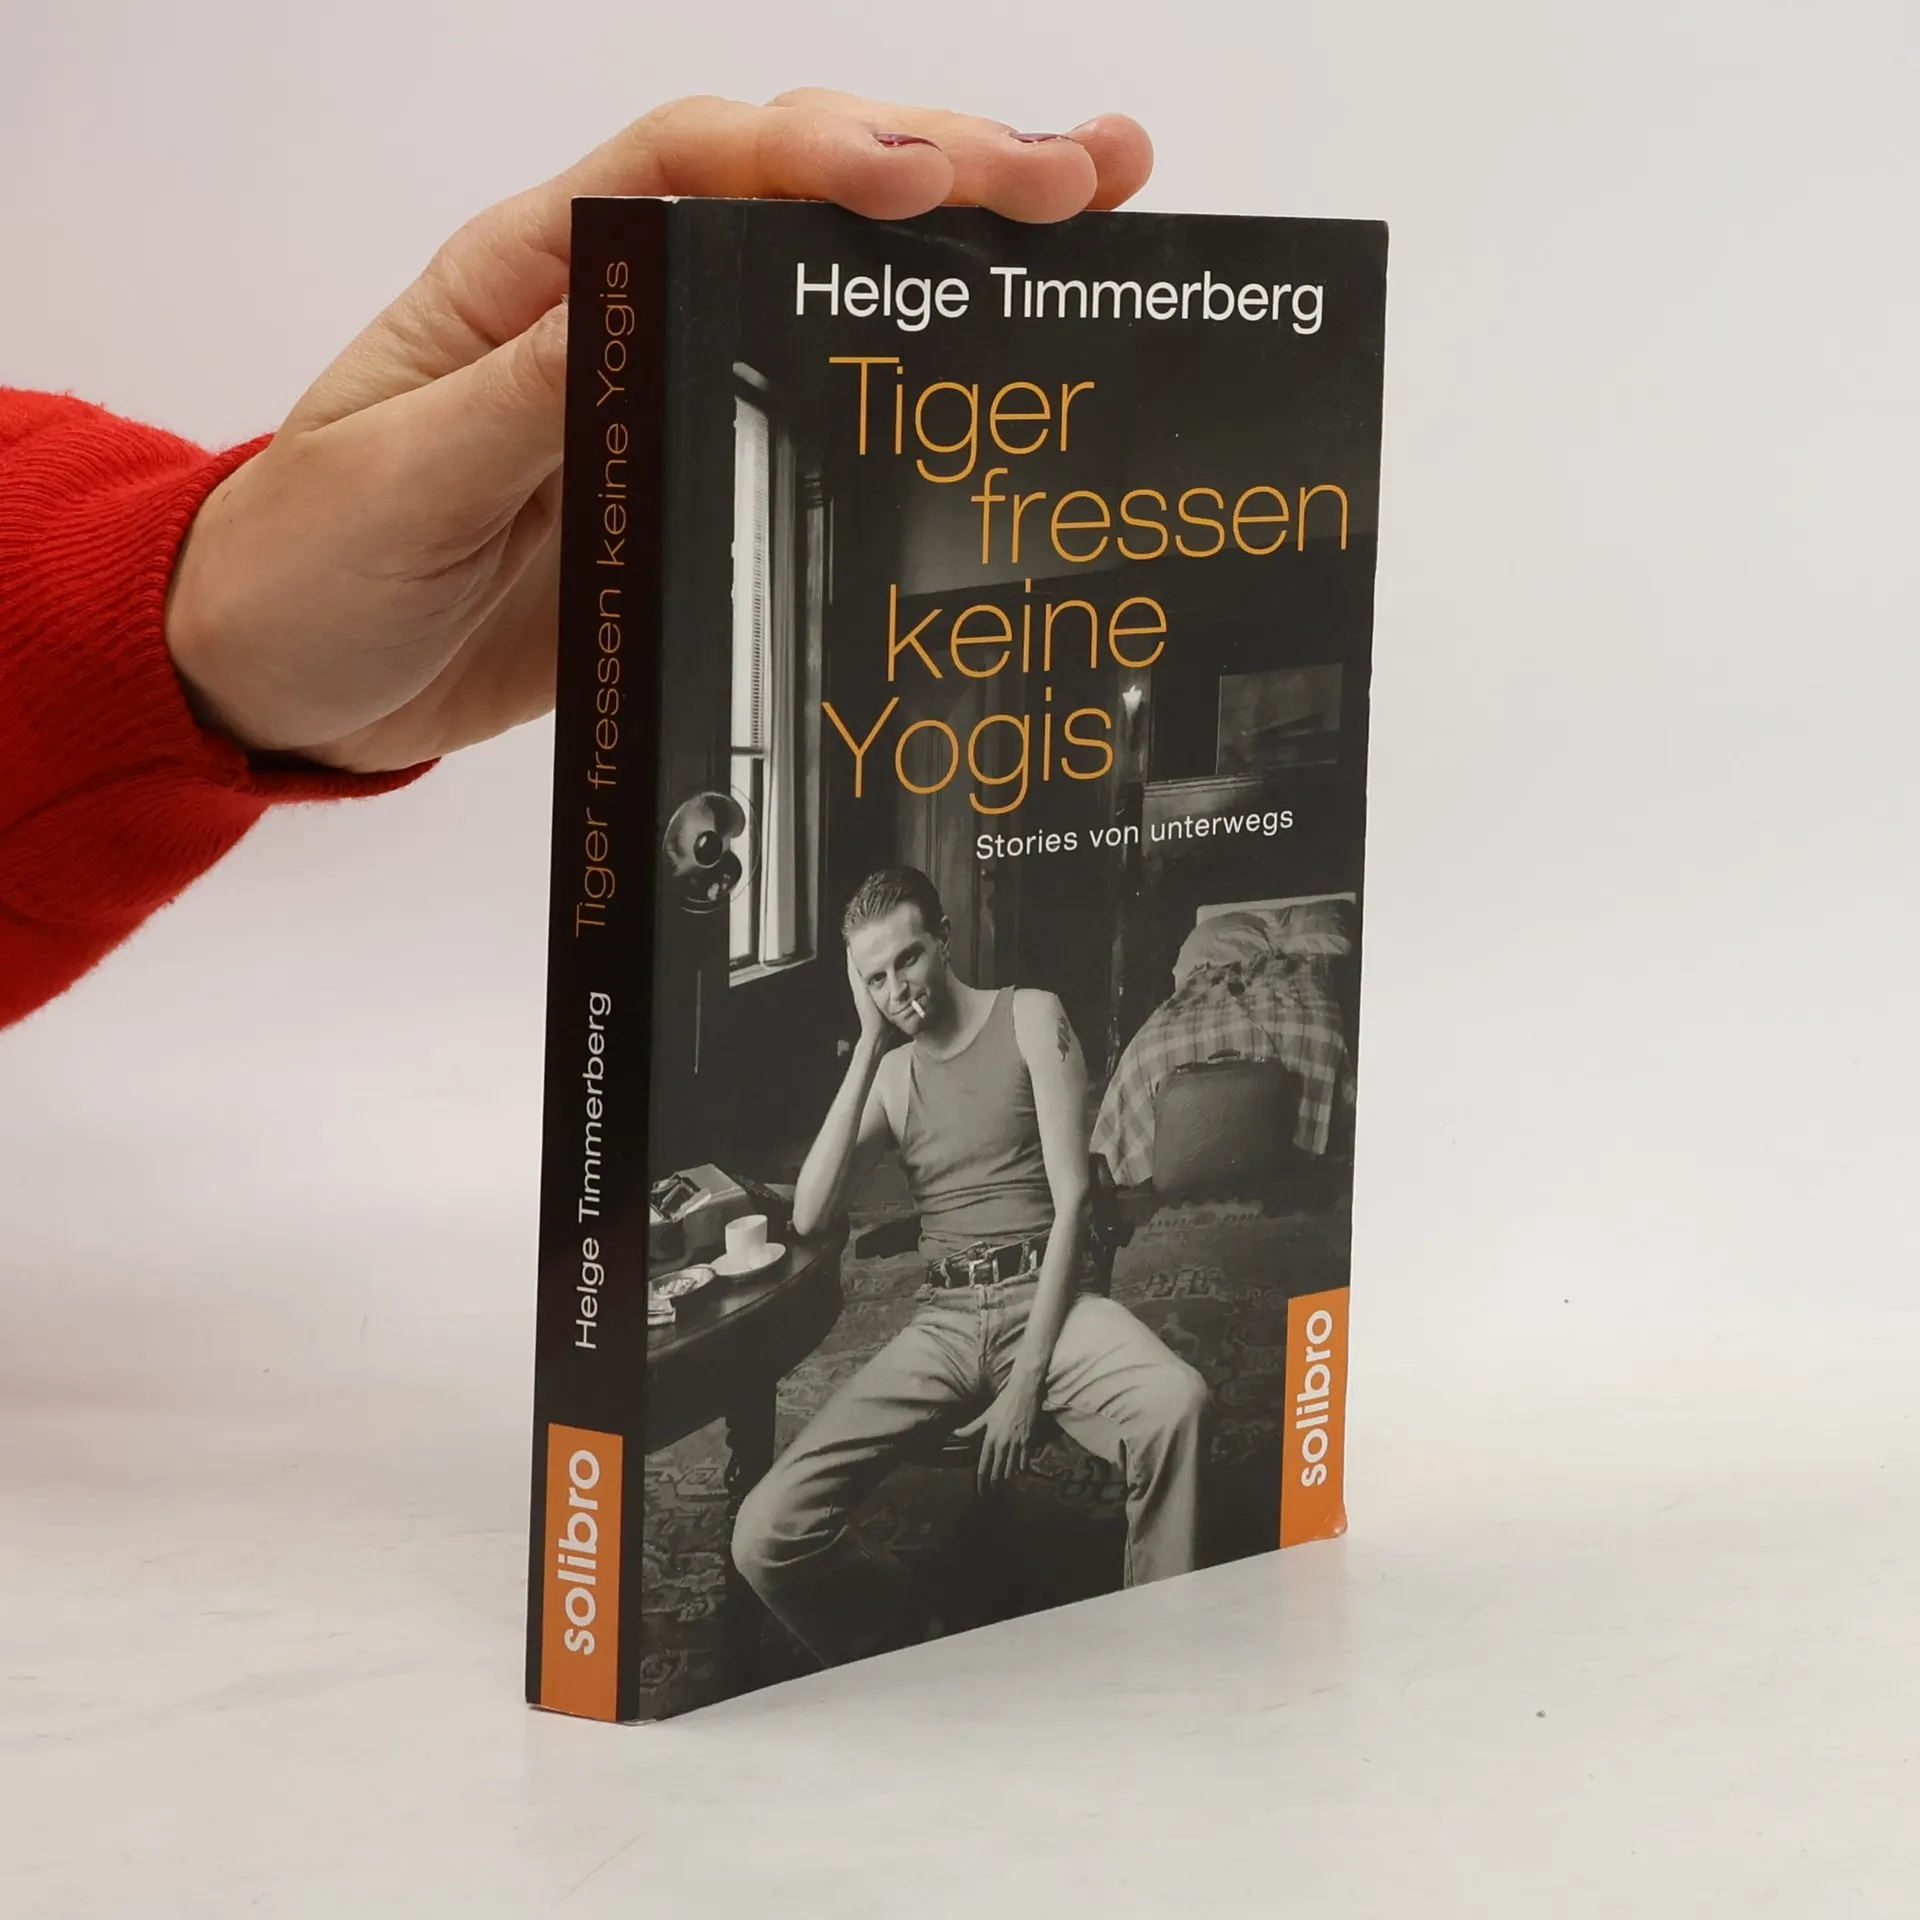 Helge Timmerberg
Tiger
fressen
keine
Yogis
Stories von unterwegs
solibro
Helge Timmerberg Tiger fressen keine Yogis
solibro